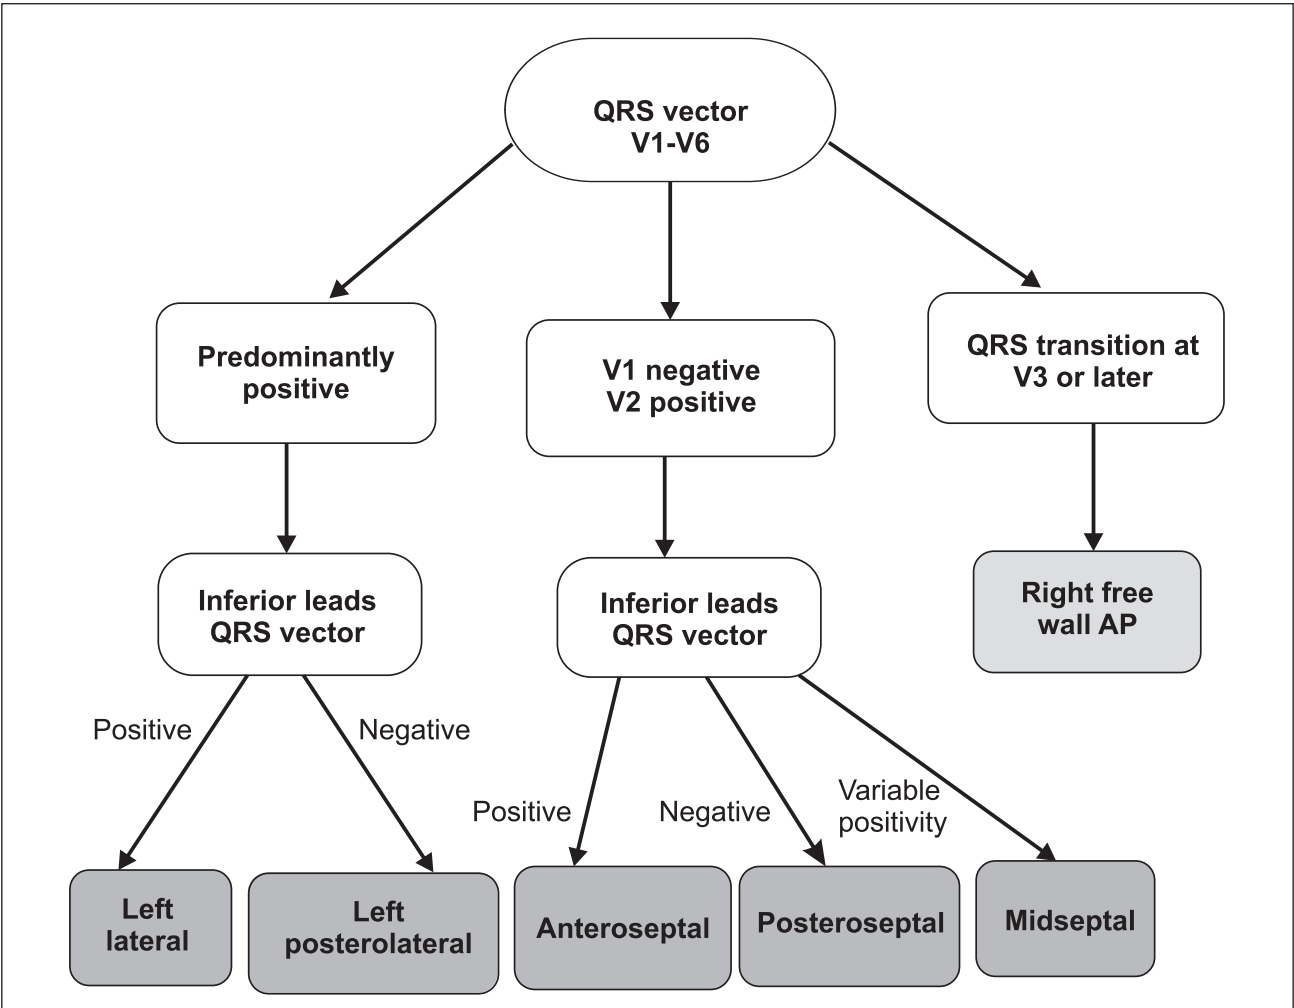 QRS vector
V1-V6
Predominantly
positive
V1 negative
V2 positive
QRS transition at
V3 or later
Inferior leads
QRS vector
Inferior leads
QRS vector
Right free
wall AP
Positive
Negative
Positive
Negative
Variable
positivity
Left
lateral
Left
posterolateral
Anteroseptal
Posteroseptal
Midseptal